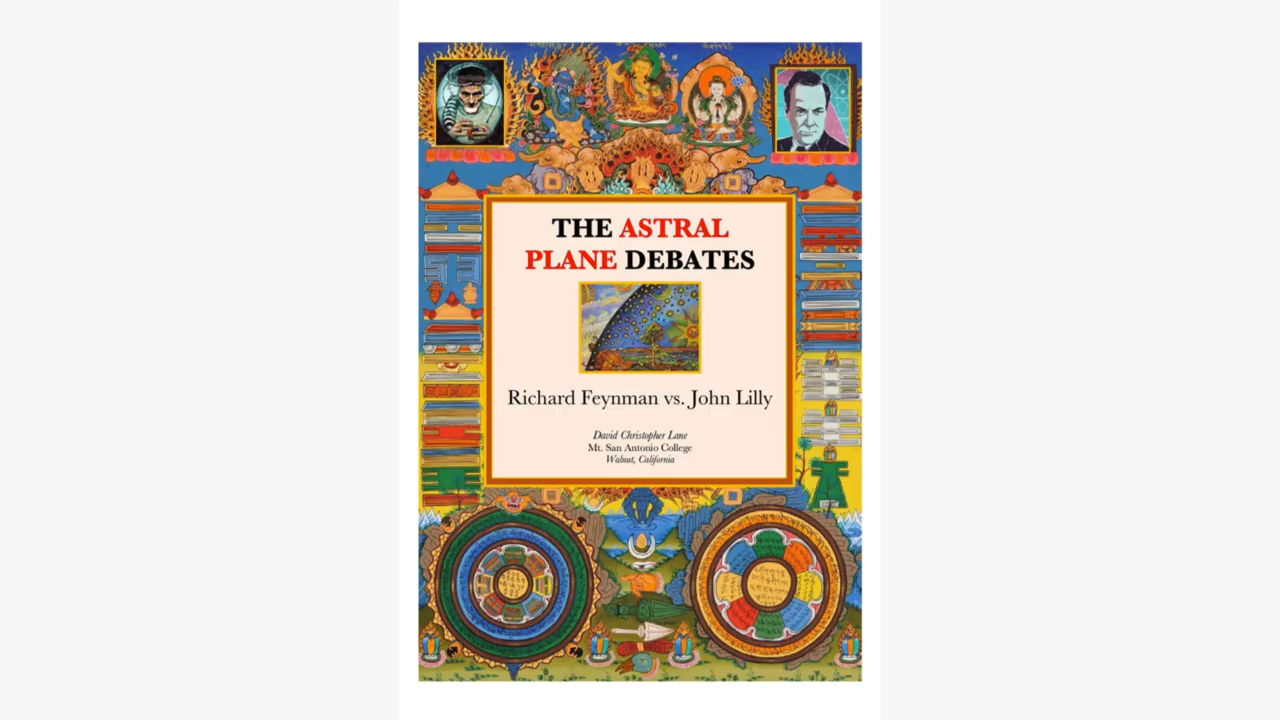 THE ASTRAL
PLANE DEBATES
Richard Feynman vs. John Lilly
David Christopher Lane
Mt. San Antonio College
Walnut, California